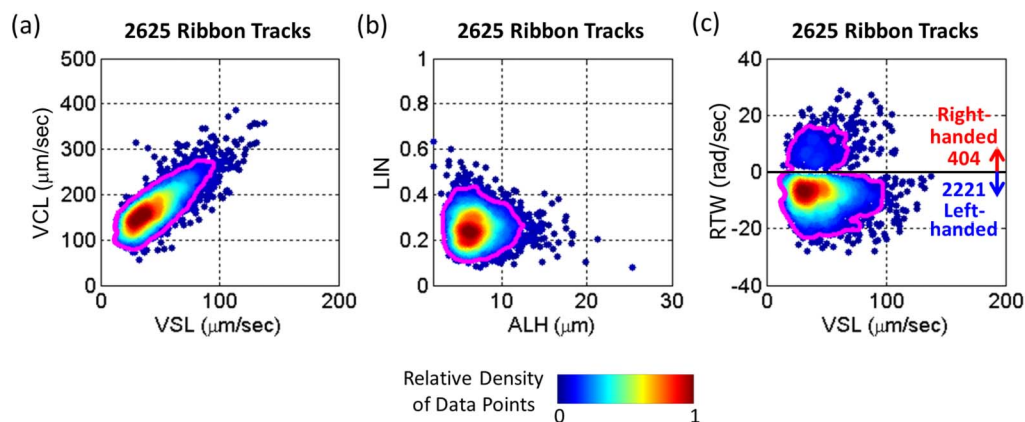 (a)
2625 Ribbon Tracks
500
400
300
200
100
0
VCL (μm/sec)
0
100
200
VSL (μm/sec)
(b)
2625 Ribbon Tracks
1
0.8
0.6
0.4
0.2
0
LIN
0
10
20
30
ALH (μm)
(c)
2625 Ribbon Tracks
40
20
0
-20
-40
RTW (rad/sec)
Right-
handed
404
2221
Left-
handed
0
100
200
VSL (μm/sec)
Relative Density
of Data Points
0
1